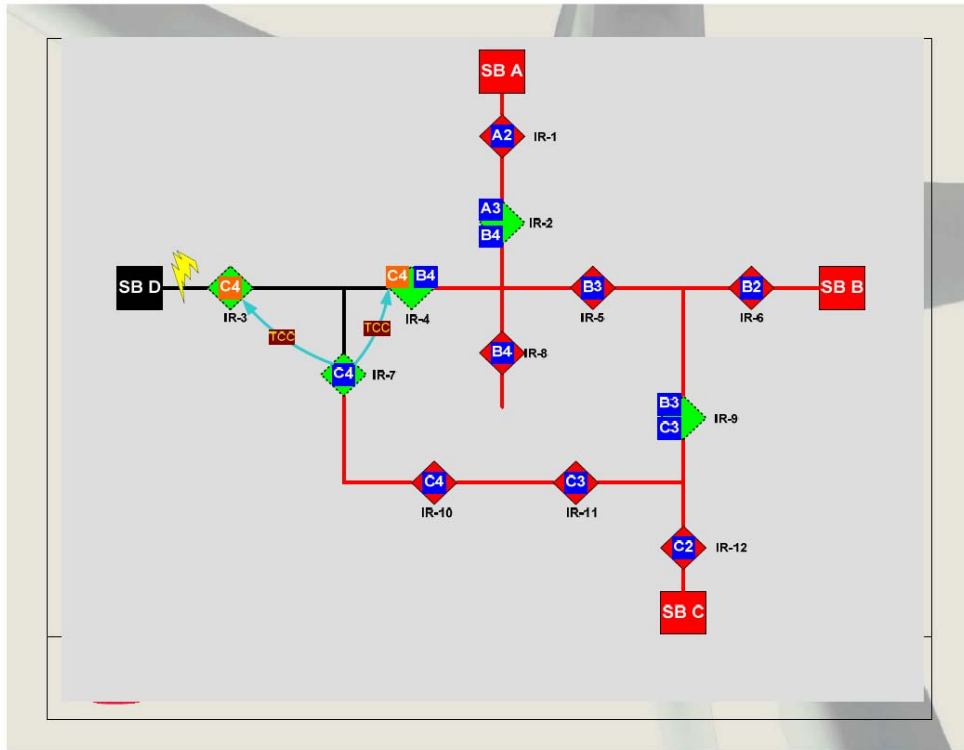 SB A
A2
IR-1
A3
B4
IR-2
SB D
C4
IR-3
C4
B4
IR-4
B3
IR-5
B2
IR-6
SB B
TCC
TCC
C4
IR-7
B4
IR-8
B3
C3
IR-9
C4
IR-10
C3
IR-11
C2
IR-12
SB C